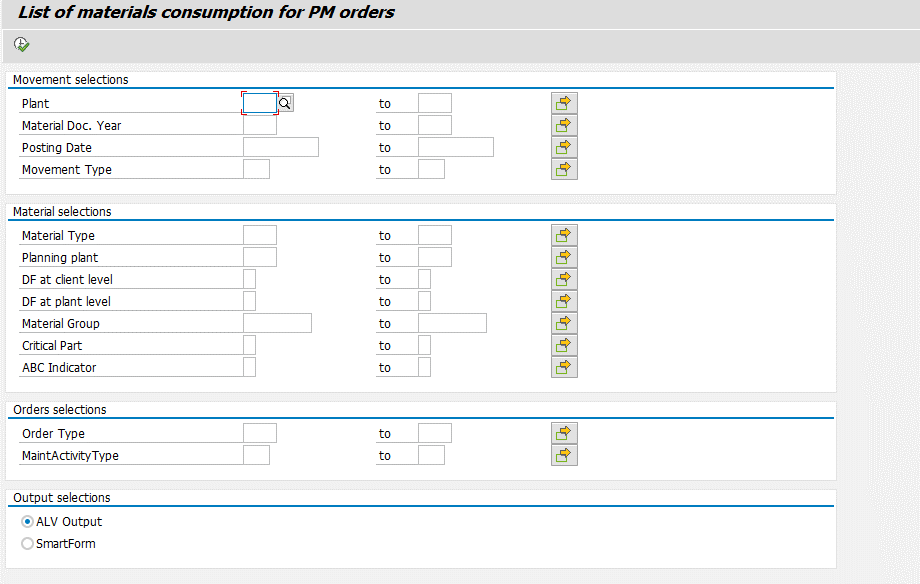 List of materials consumption for PM orders
Movement selections
Plant to
Material Doc. Year to
Posting Date to
Movement Type to
Material selections
Material Type to
Planning plant to
DF at client level to
DF at plant level to
Material Group to
Critical Part to
ABC Indicator to
Orders selections
Order Type to
MaintActivityType to
Output selections
ALV Output
SmartForm